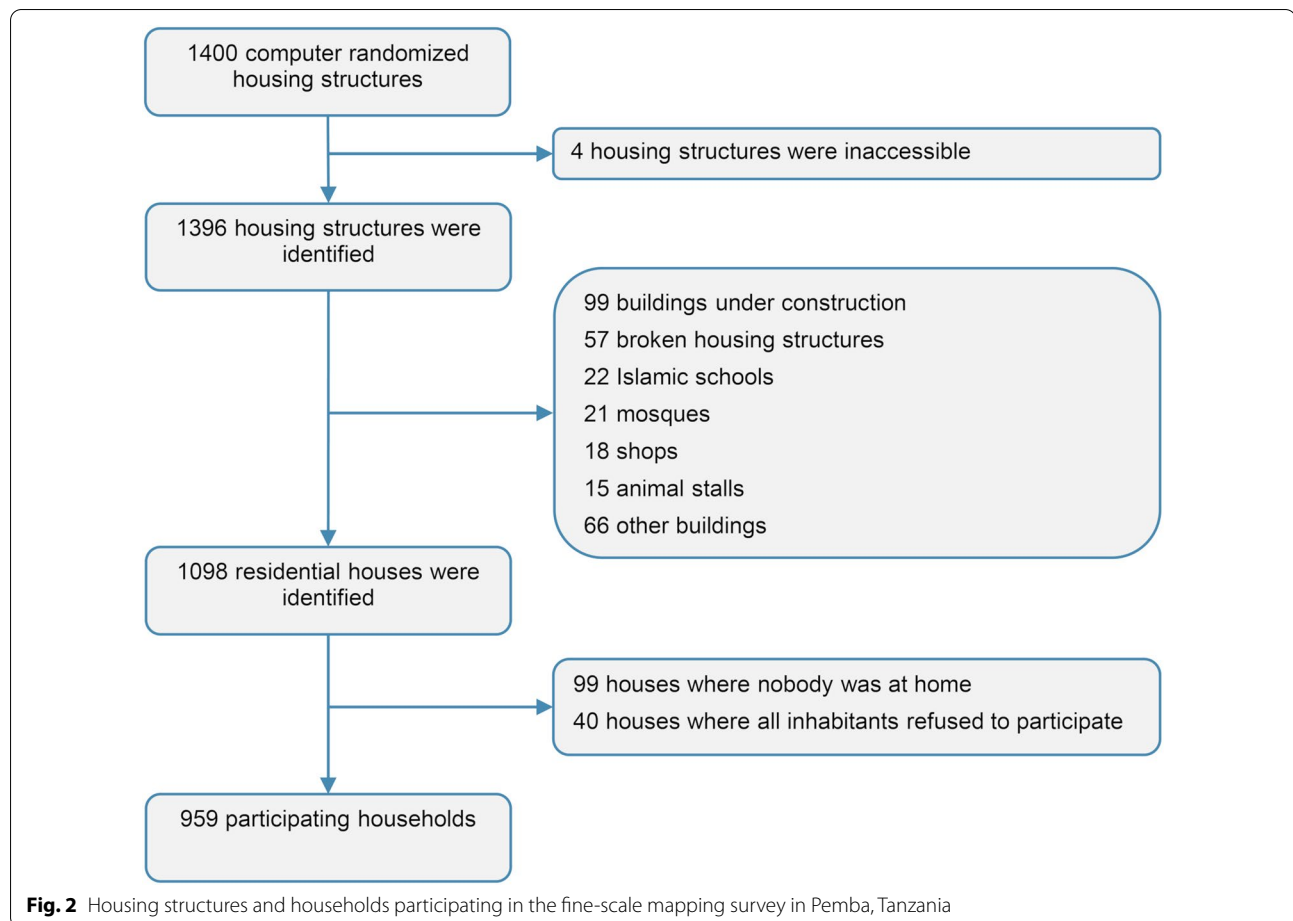 1400 computer randomized
housing structures
4 housing structures were inaccessible
1396 housing structures were
identified
99 buildings under construction
57 broken housing structures
22 Islamic schools
21 mosques
18 shops
15 animal stalls
66 other buildings
1098 residential houses were
identified
99 houses where nobody was at home
40 houses where all inhabitants refused to participate
959 participating households
Fig. 2 Housing structures and households participating in the fine-scale mapping survey in Pemba, Tanzania